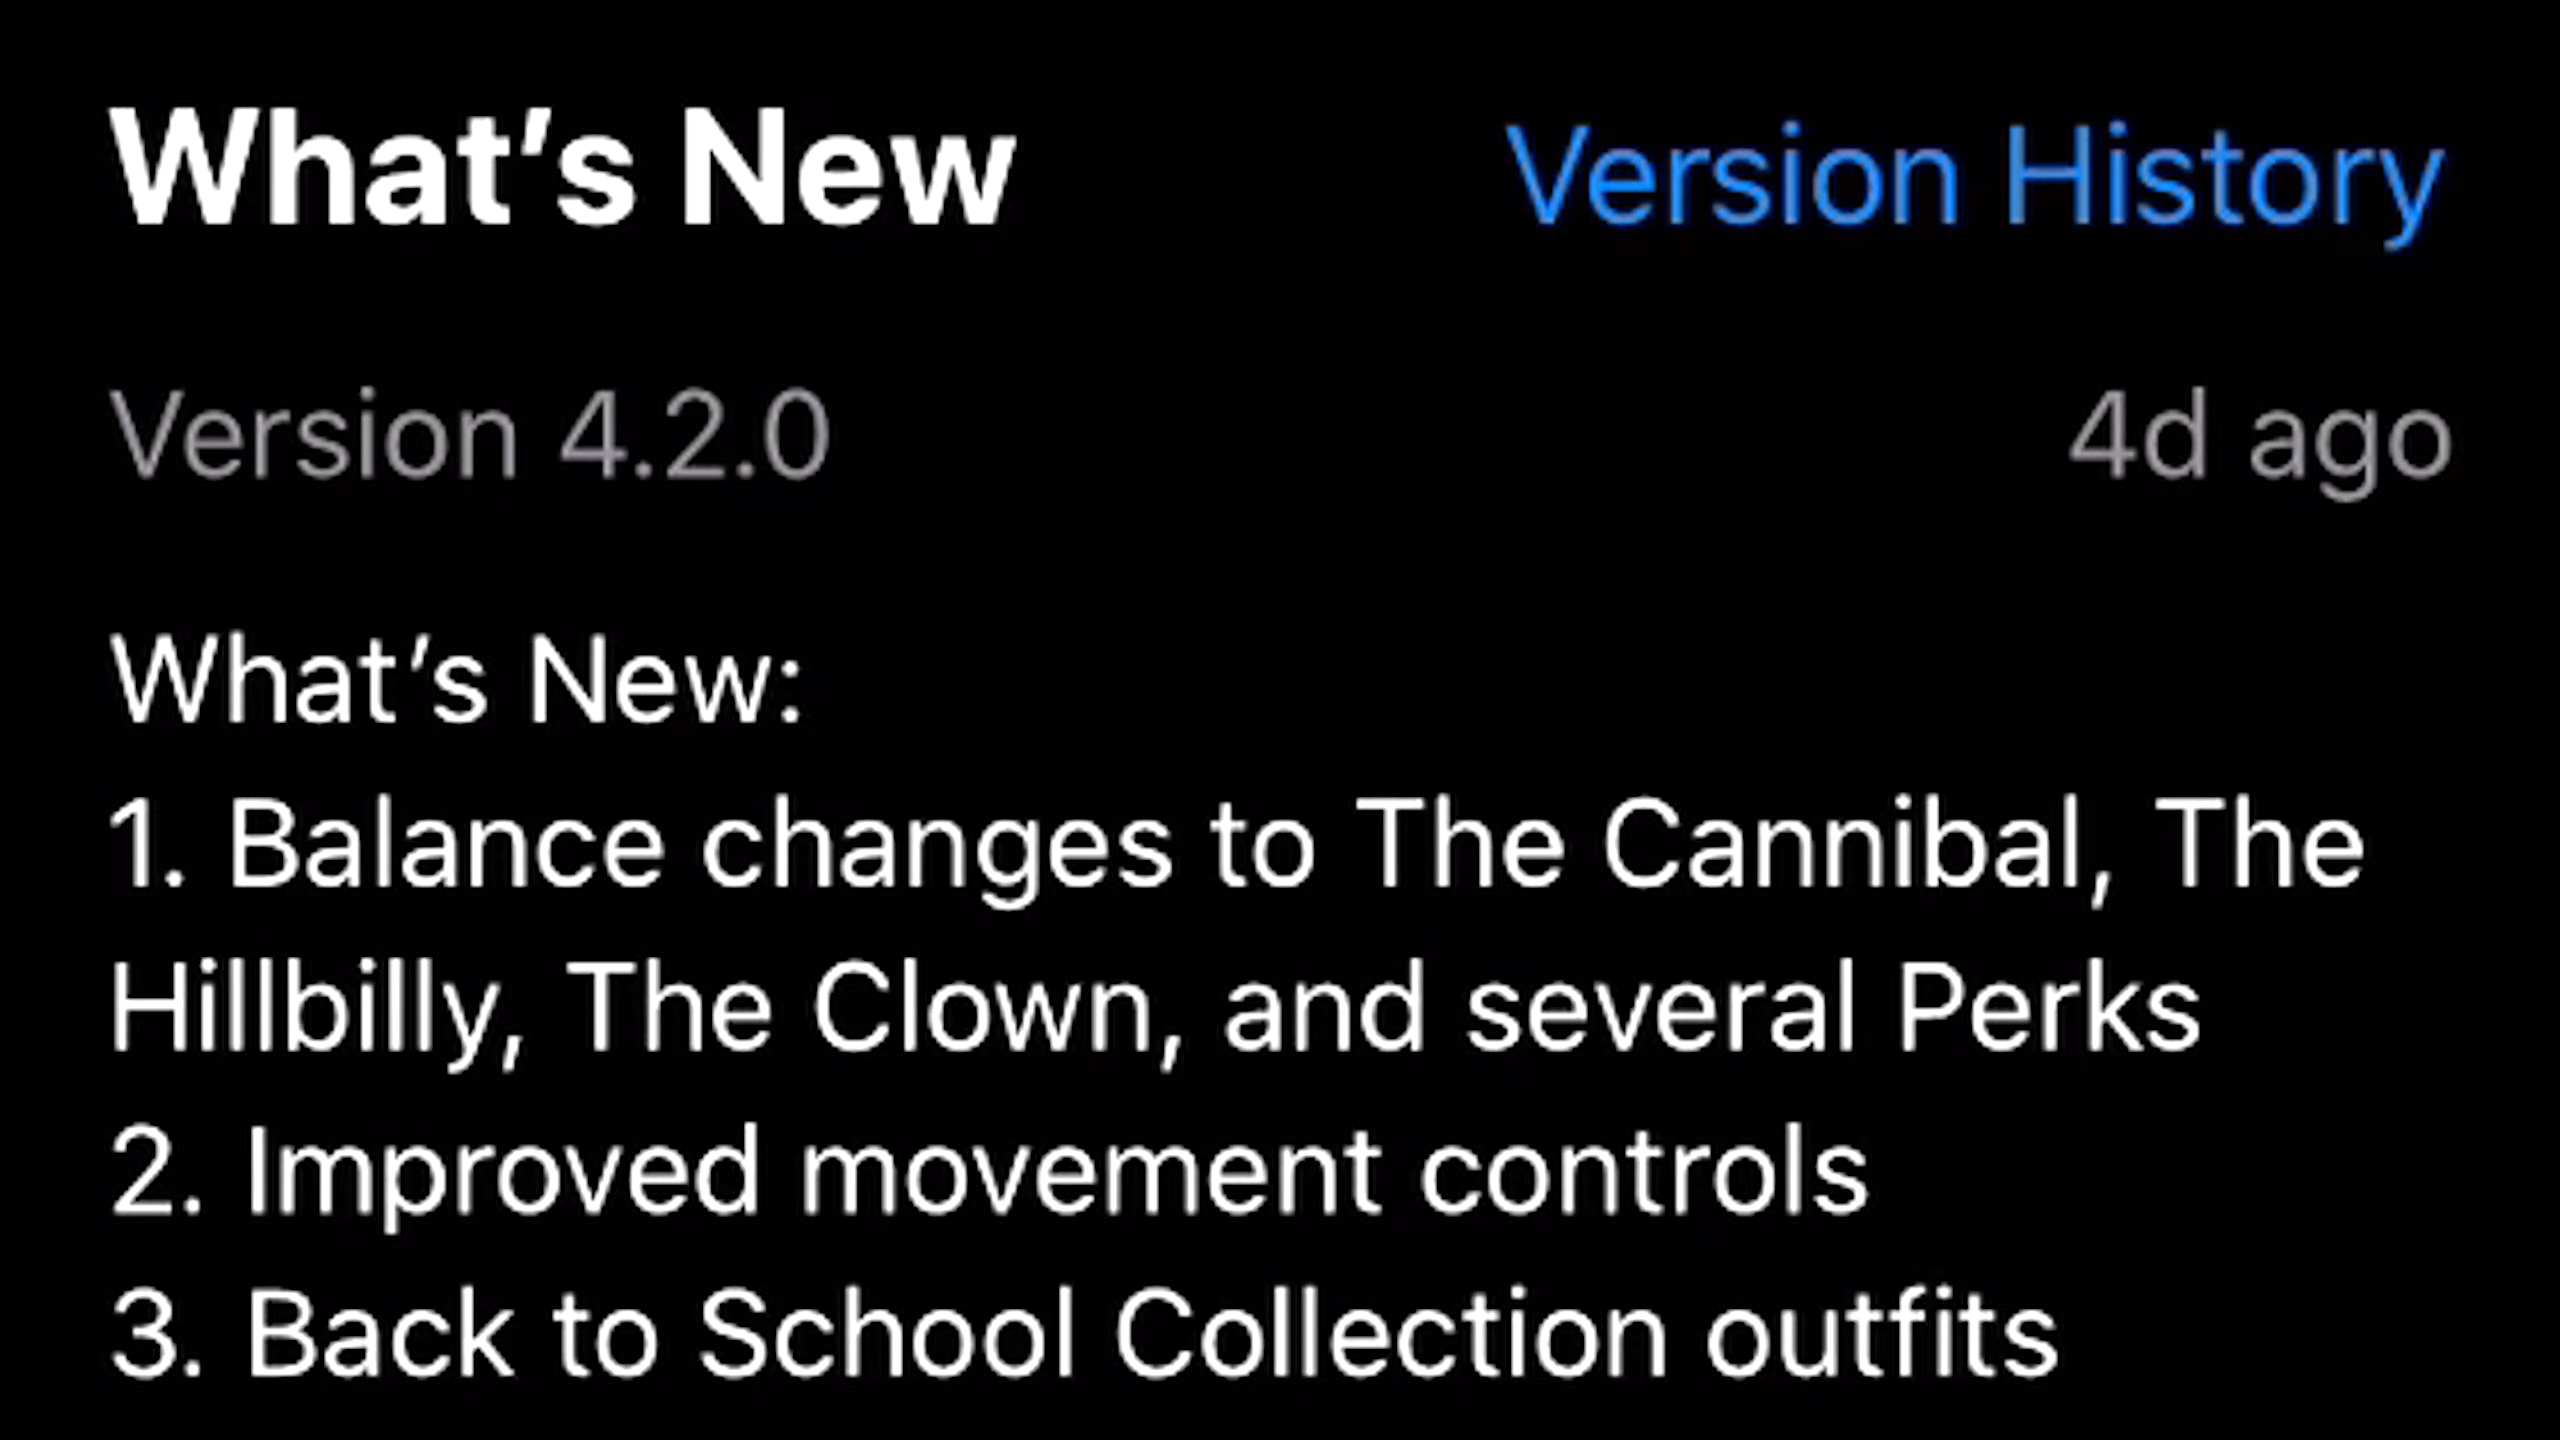 What’s New
Version History
Version 4.2.0
4d ago
What’s New:
1. Balance changes to The Cannibal, The
Hillbilly, The Clown, and several Perks
2. Improved movement controls
3. Back to School Collection outfits